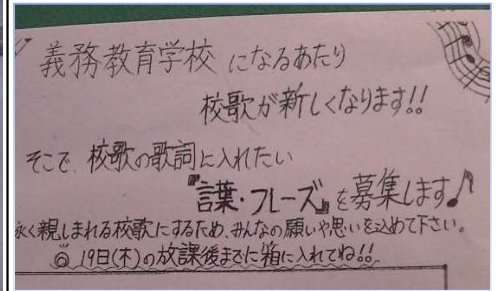 義務教育学校 になるあたり
校歌が新しくなります!!
そこで 校歌の歌詞に入れたい
『言葉・フレーズ』を募集します♪
永く親しまれる校歌にするため、みんなの願いや思いを込めて下さい。
◎ 19日(木)の放課後までに箱に入れてね!!